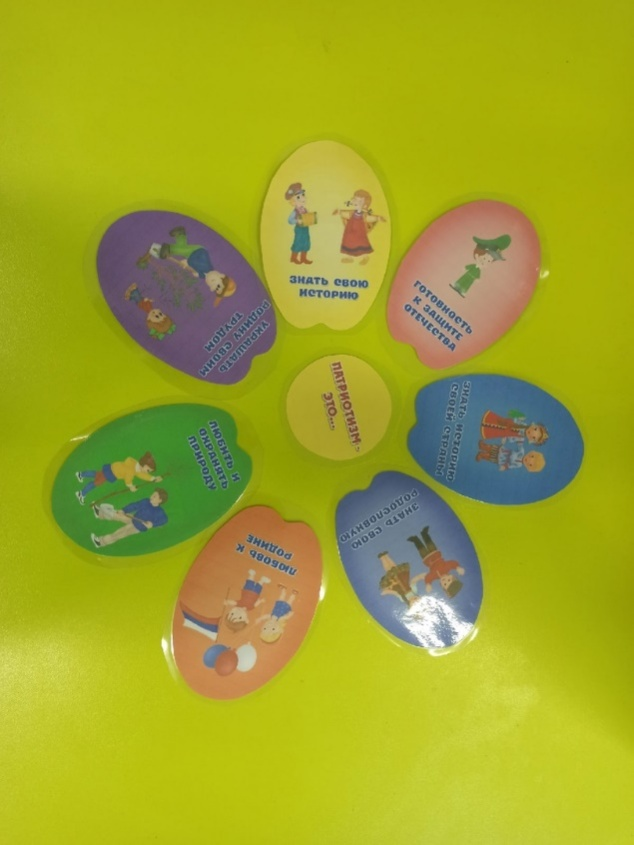 ПАТРИОТИЗМ -
ЭТО...
ЗНАТЬ СВОЮ
ИСТОРИЮ
ГОТОВНОСТЬ
К ЗАЩИТЕ
ОТЕЧЕСТВА
ЗНАТЬ ИСТОРИЮ
СВОЕЙ СТРАНЫ
ЗНАТЬ СВОЮ
РОДОСЛОВНУЮ
ЛЮБОВЬ К
РОДИНЕ
ЛЮБИТЬ И
ОХРАНЯТЬ
ПРИРОДУ
УКРАШАТЬ
РОДИНУ СВОИМ
ТРУДОМ